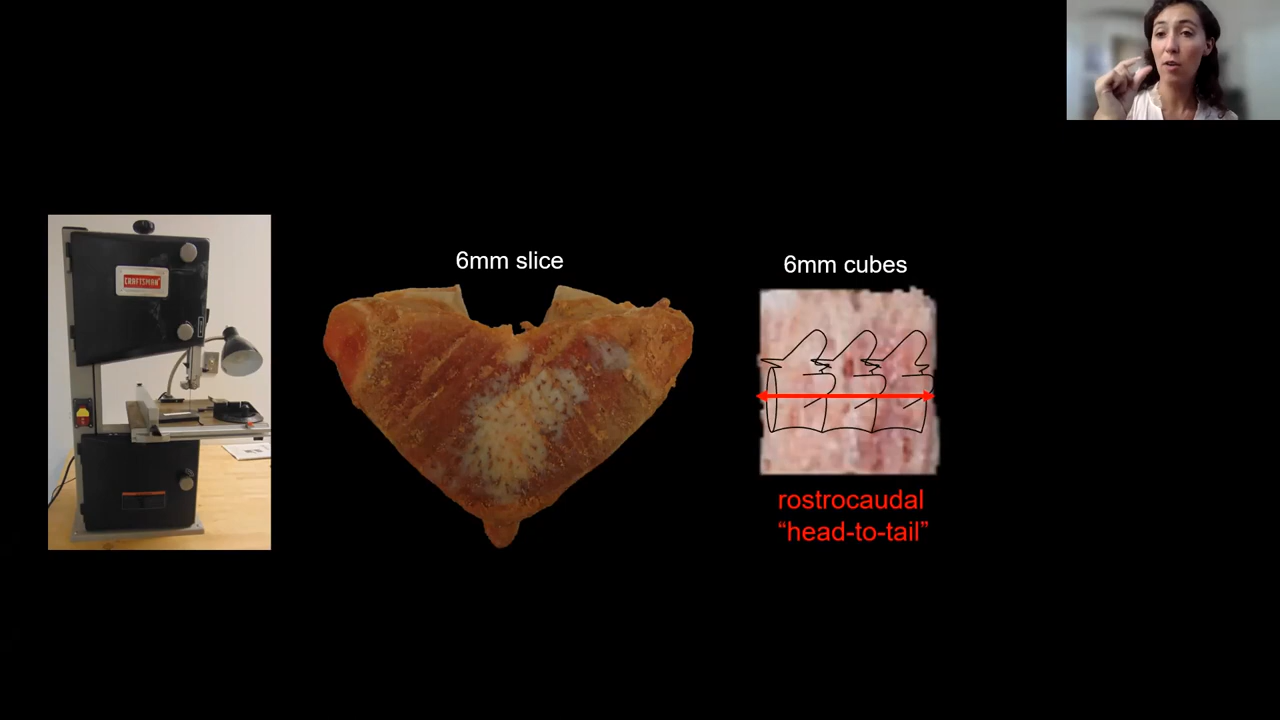 CRAFTSMAN
6mm slice
6mm cubes
rostrocaudal
“head-to-tail”